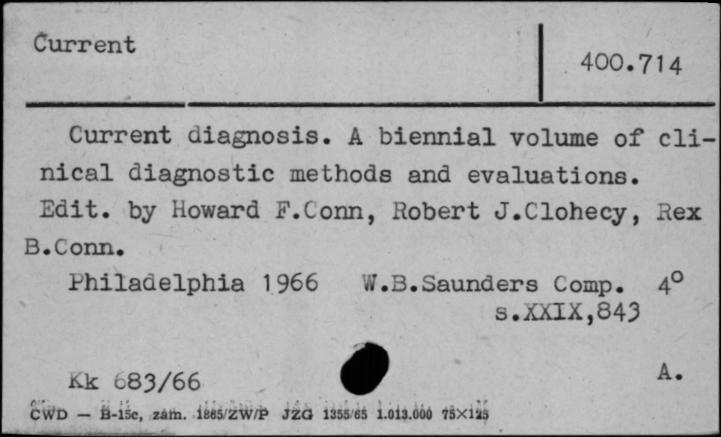 Current
400.714
Current diagnosis. A biennial volume of cli-
nical diagnostic methods and evaluations.
Edit. by Howard F.Conn, Robert J.Clohecy, Rex
B.Conn.
Philadelphia 1966 W.B.Saunders Comp. 4°
s.XXIX,843
Kk 683/66 A.
CWD — B-15c, zam. 1865/ZW/P JZG 1355/65 1.013.000 75×125